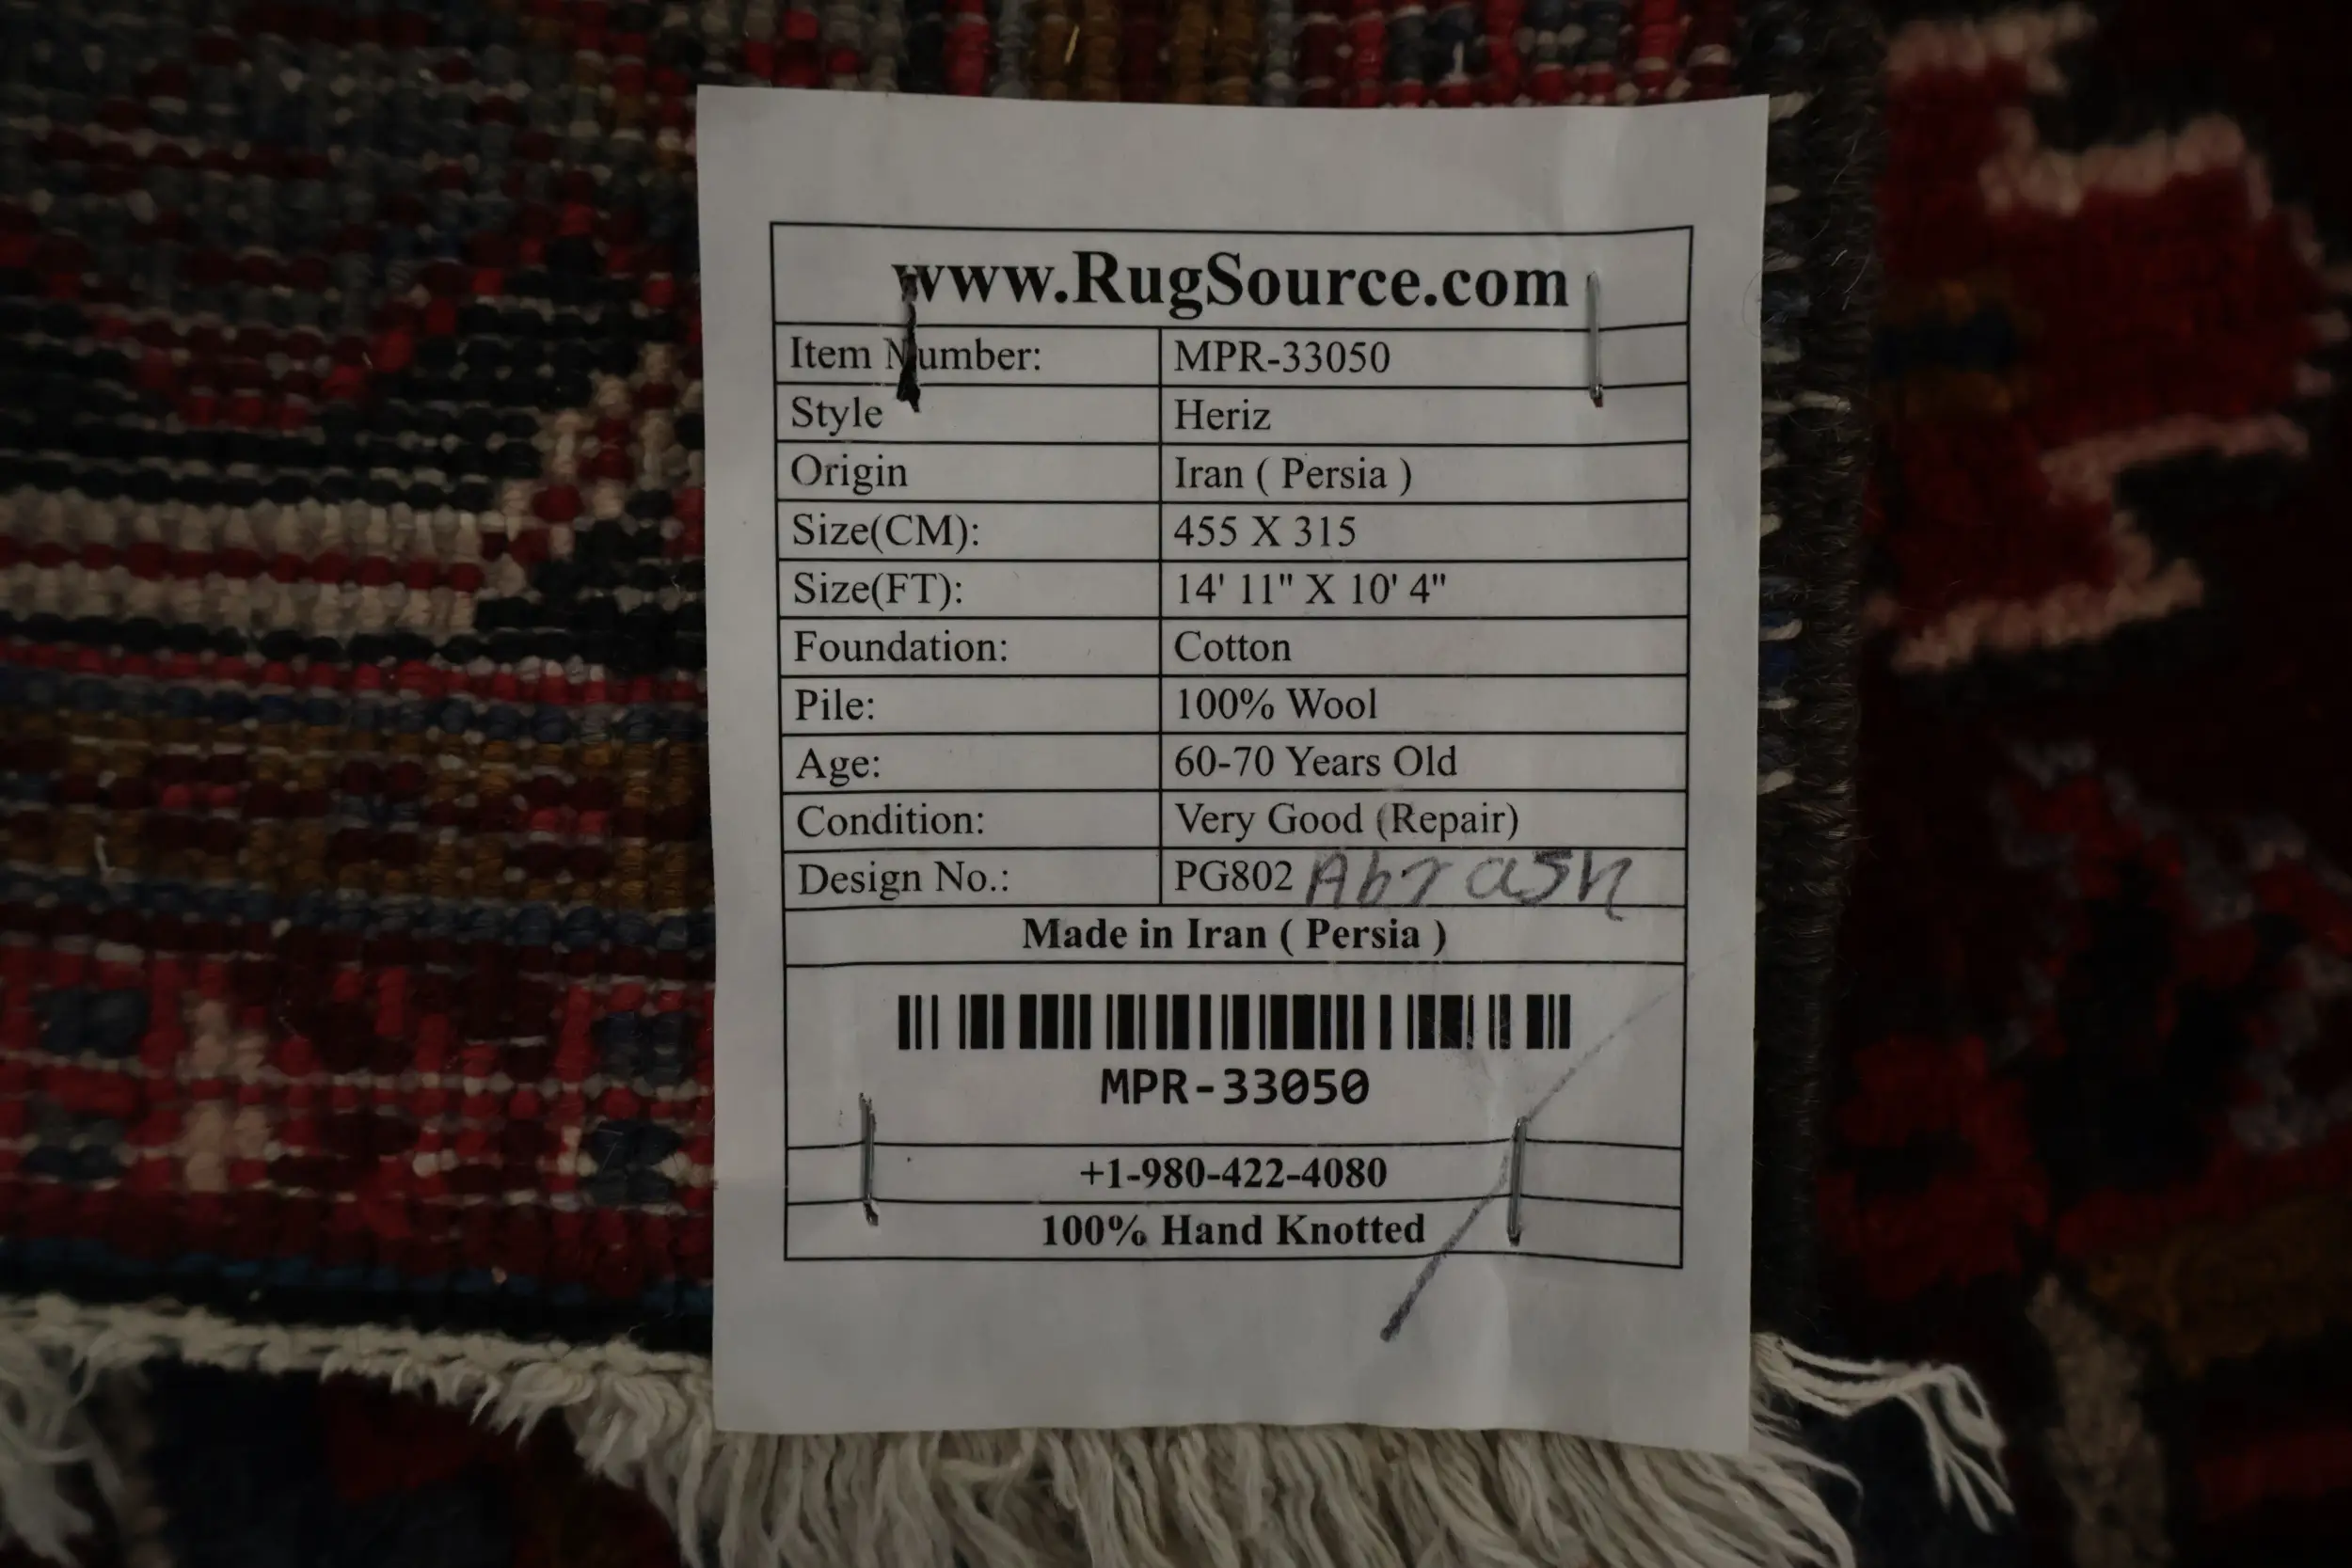 www.RugSource.com
Item Number: MPR-33050
Style Heriz
Origin Iran ( Persia )
Size(CM): 455 X 315
Size(FT): 14' 11" X 10' 4"
Foundation: Cotton
Pile: 100% Wool
Age: 60-70 Years Old
Condition: Very Good (Repair)
Design No.: PG802 Abrash
Made in Iran ( Persia )
MPR-33050
+1-980-422-4080
100% Hand Knotted